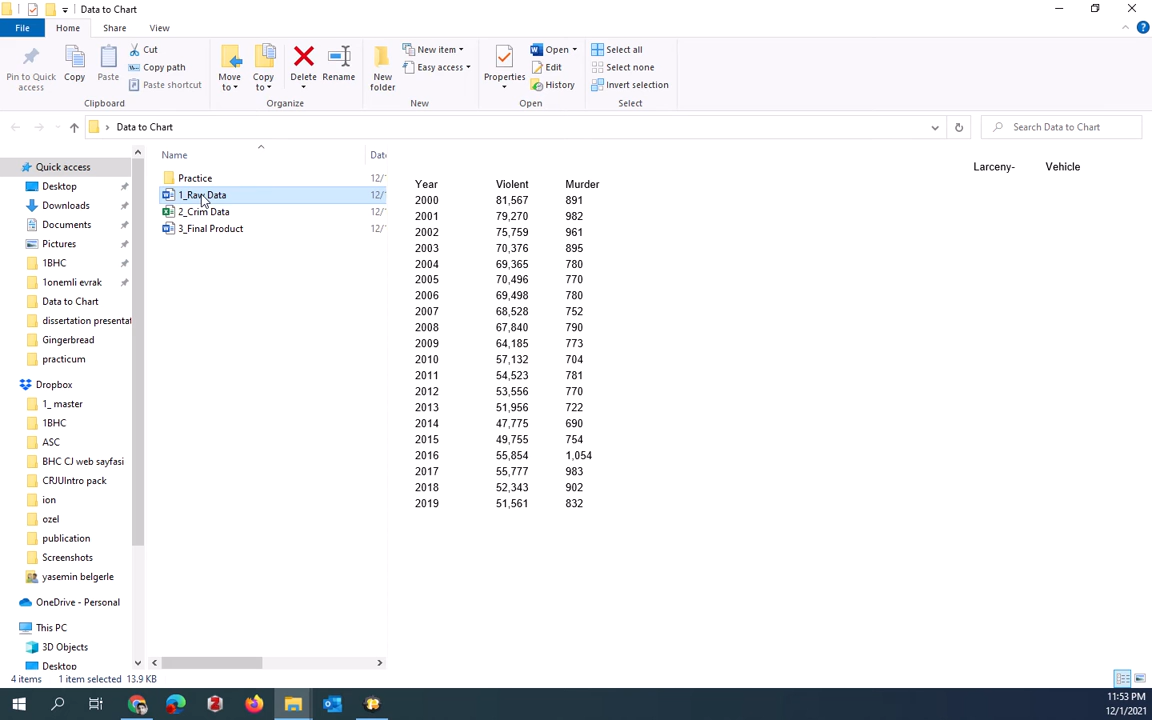 Data to Chart
File Home Share View
Pin to Quick access
Copy
Paste
Cut
Copy path
Paste shortcut
Clipboard
Move to
Copy to
Delete
Rename
Organize
New folder
New item
Easy access
New
Properties
Open
Edit
History
Open
Select all
Select none
Invert selection
Select
Data to Chart
Search Data to Chart
Quick access
Desktop
Downloads
Documents
Pictures
1BHC
1onemli evrak
Data to Chart
dissertation presentat
Gingerbread
practicum
Dropbox
1_ master
1BHC
ASC
BHC CJ web sayfasi
CRJUIntro pack
ion
ozel
publication
Screenshots
yasemin belgerle
OneDrive - Personal
This PC
3D Objects
Desktop
Name Date
Practice 12/
1_Raw Data 12/
2_Crim Data 12/
3_Final Product 12/
Larceny- Vehicle
Year Violent Murder
2000 81,567 891
2001 79,270 982
2002 75,759 961
2003 70,376 895
2004 69,365 780
2005 70,496 770
2006 69,498 780
2007 68,528 752
2008 67,840 790
2009 64,185 773
2010 57,132 704
2011 54,523 781
2012 53,556 770
2013 51,956 722
2014 47,775 690
2015 49,755 754
2016 55,854 1,054
2017 55,777 983
2018 52,343 902
2019 51,561 832
4 items 1 item selected 13.9 KB
11:53 PM
12/1/2021